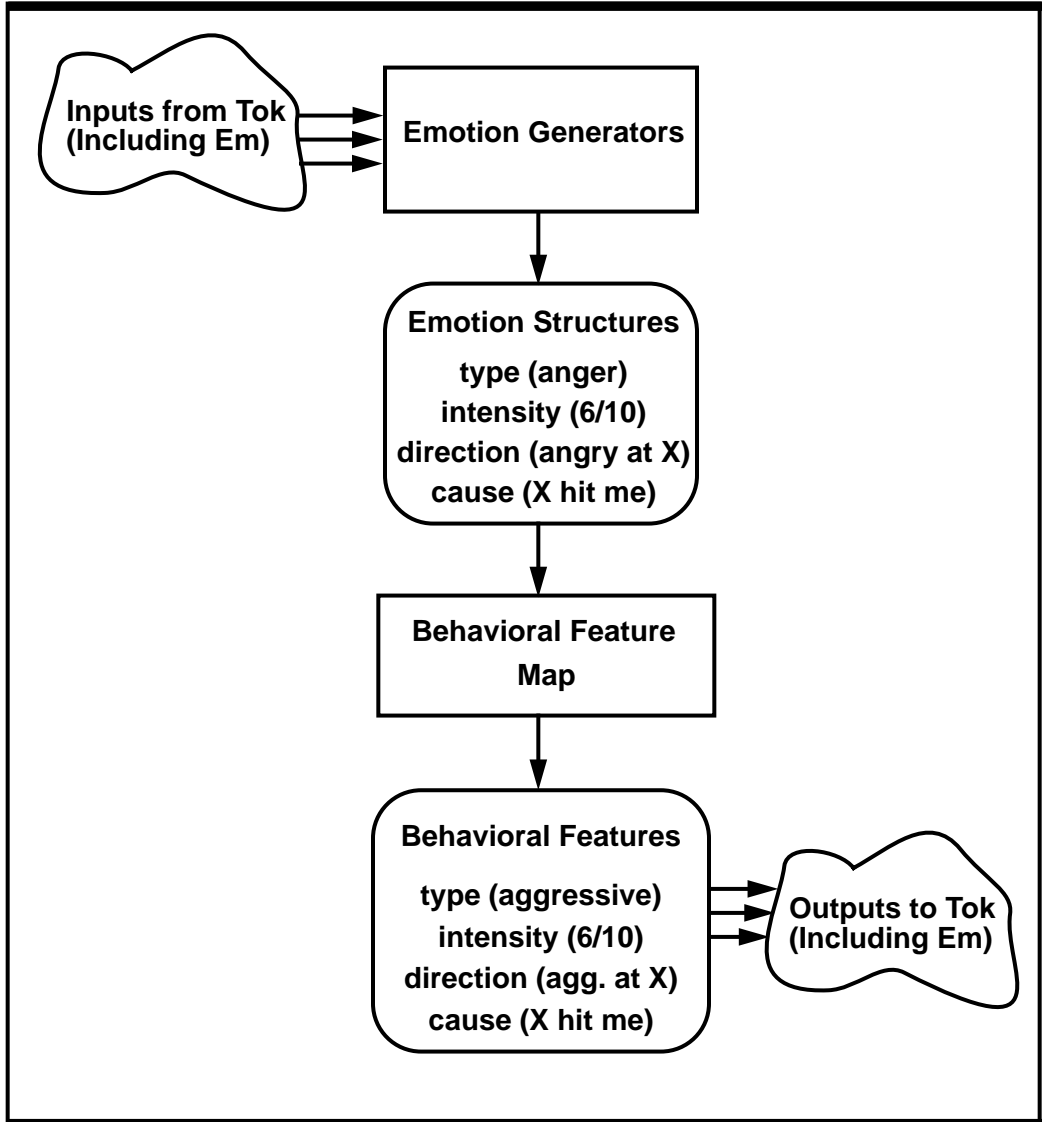 Inputs from Tok
(Including Em)
Emotion Generators
Emotion Structures
type (anger)
intensity (6/10)
direction (angry at X)
cause (X hit me)
Behavioral Feature
Map
Behavioral Features
type (aggressive)
intensity (6/10)
direction (agg. at X)
cause (X hit me)
Outputs to Tok
(Including Em)